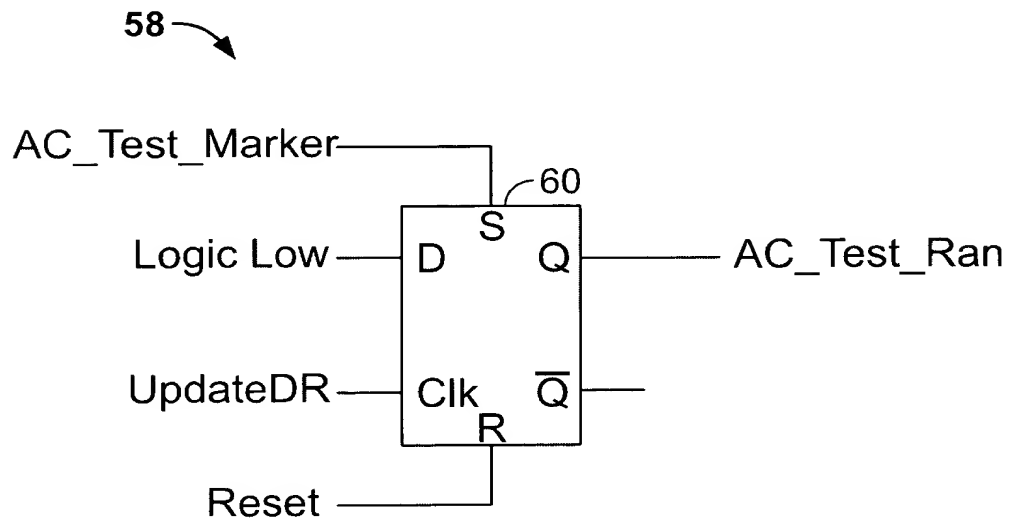 58
AC_Test_Marker
60
S
Logic Low D Q AC_Test_Ran
UpdateDR Clk Q̅
R
Reset